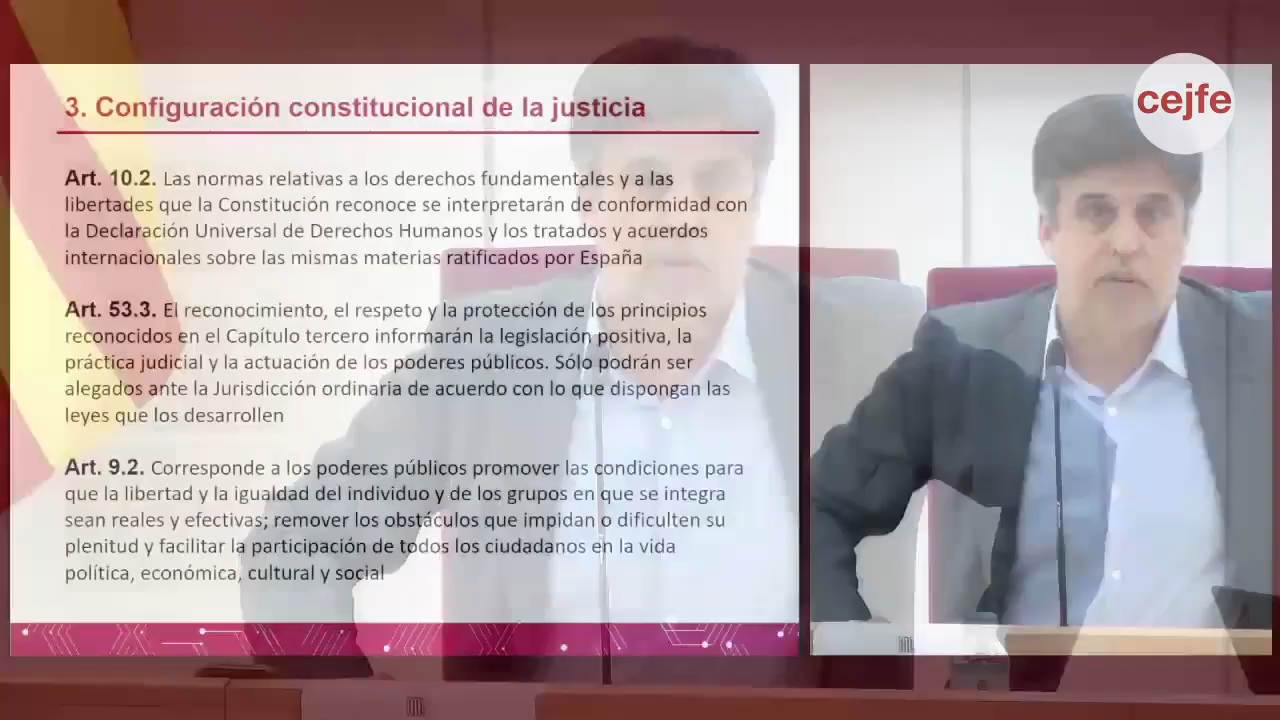 cejfe
3. Configuración constitucional de la justicia
Art. 10.2. Las normas relativas a los derechos fundamentales y a las
libertades que la Constitución reconoce se interpretarán de conformidad con
la Declaración Universal de Derechos Humanos y los tratados y acuerdos
internacionales sobre las mismas materias ratificados por España
Art. 53.3. El reconocimiento, el respeto y la protección de los principios
reconocidos en el Capítulo tercero informarán la legislación positiva, la
práctica judicial y la actuación de los poderes públicos. Sólo podrán ser
alegados ante la Jurisdicción ordinaria de acuerdo con lo que dispongan las
leyes que los desarrollen
Art. 9.2. Corresponde a los poderes públicos promover las condiciones para
que la libertad y la igualdad del individuo y de los grupos en que se integra
sean reales y efectivas; remover los obstáculos que impidan o dificulten su
plenitud y facilitar la participación de todos los ciudadanos en la vida
política, económica, cultural y social